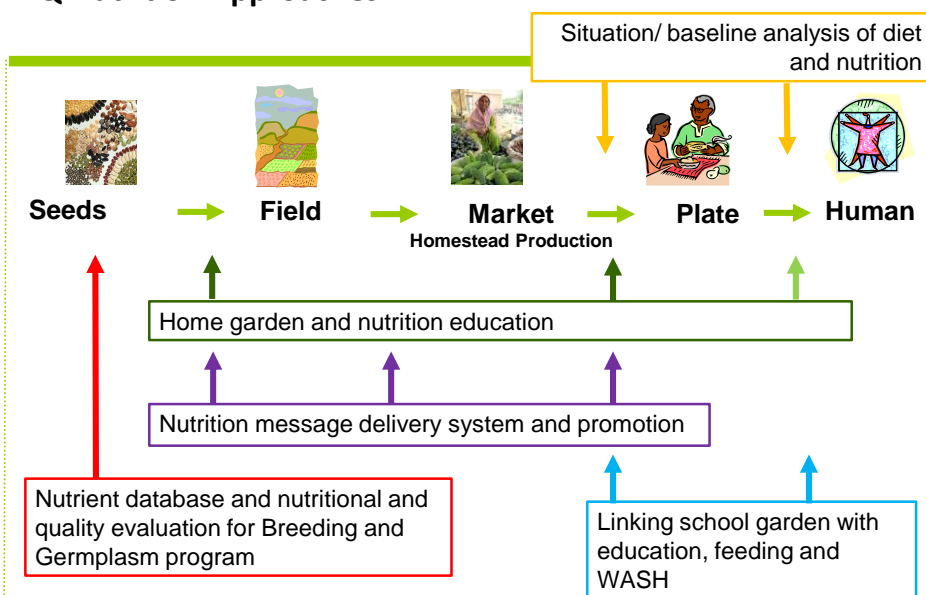 Situation/ baseline analysis of diet
and nutrition
Seeds
Field
Market
Plate
Human
Homestead Production
Home garden and nutrition education
Nutrition message delivery system and promotion
Nutrient database and nutritional and
quality evaluation for Breeding and
Germplasm program
Linking school garden with
education, feeding and
WASH